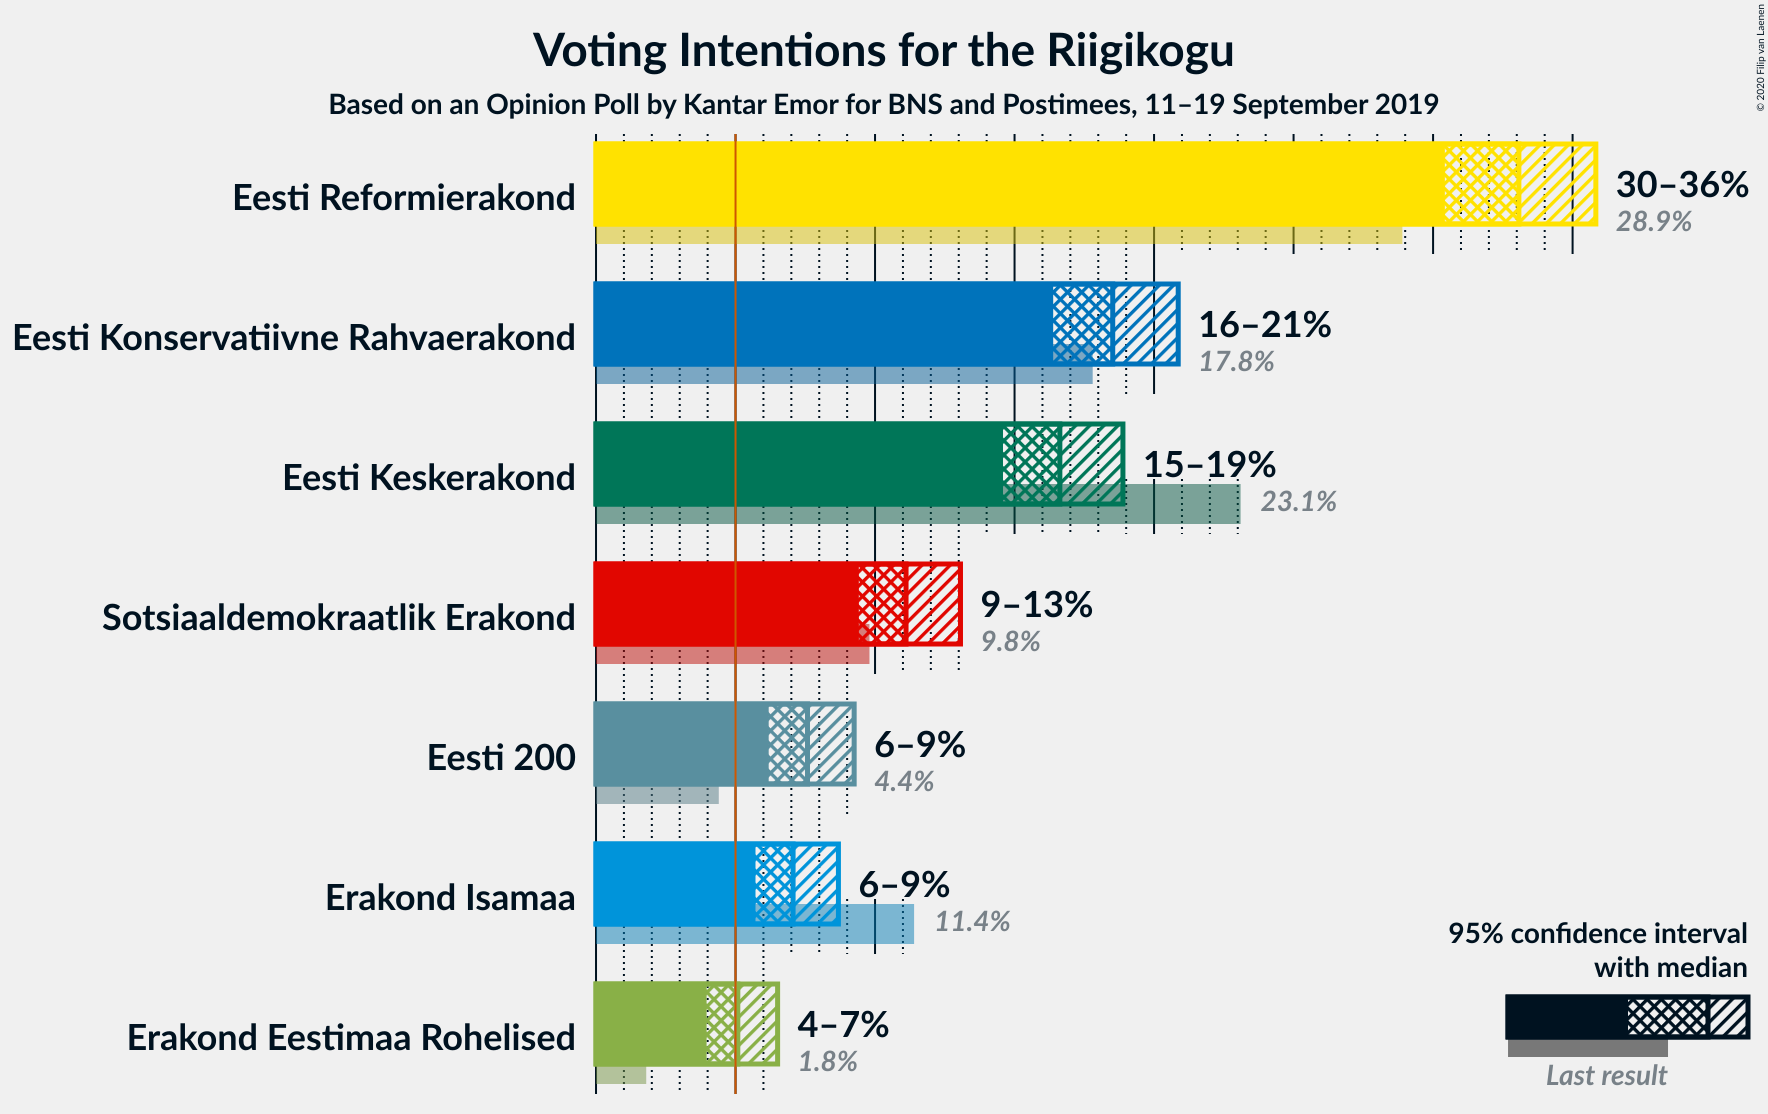 Voting Intentions for the Riigikogu
Based on an Opinion Poll by Kantar Emor for BNS and Postimees, 11–19 September 2019
© 2020 Filip van Laenen
Eesti Reformierakond
30–36%
28.9%
Eesti Konservatiivne Rahvaerakond
16–21%
17.8%
Eesti Keskerakond
15–19%
23.1%
Sotsiaaldemokraatlik Erakond
9–13%
9.8%
Eesti 200
6–9%
4.4%
Erakond Isamaa
6–9%
11.4%
Erakond Eestimaa Rohelised
4–7%
1.8%
95% confidence interval
with median
Last result